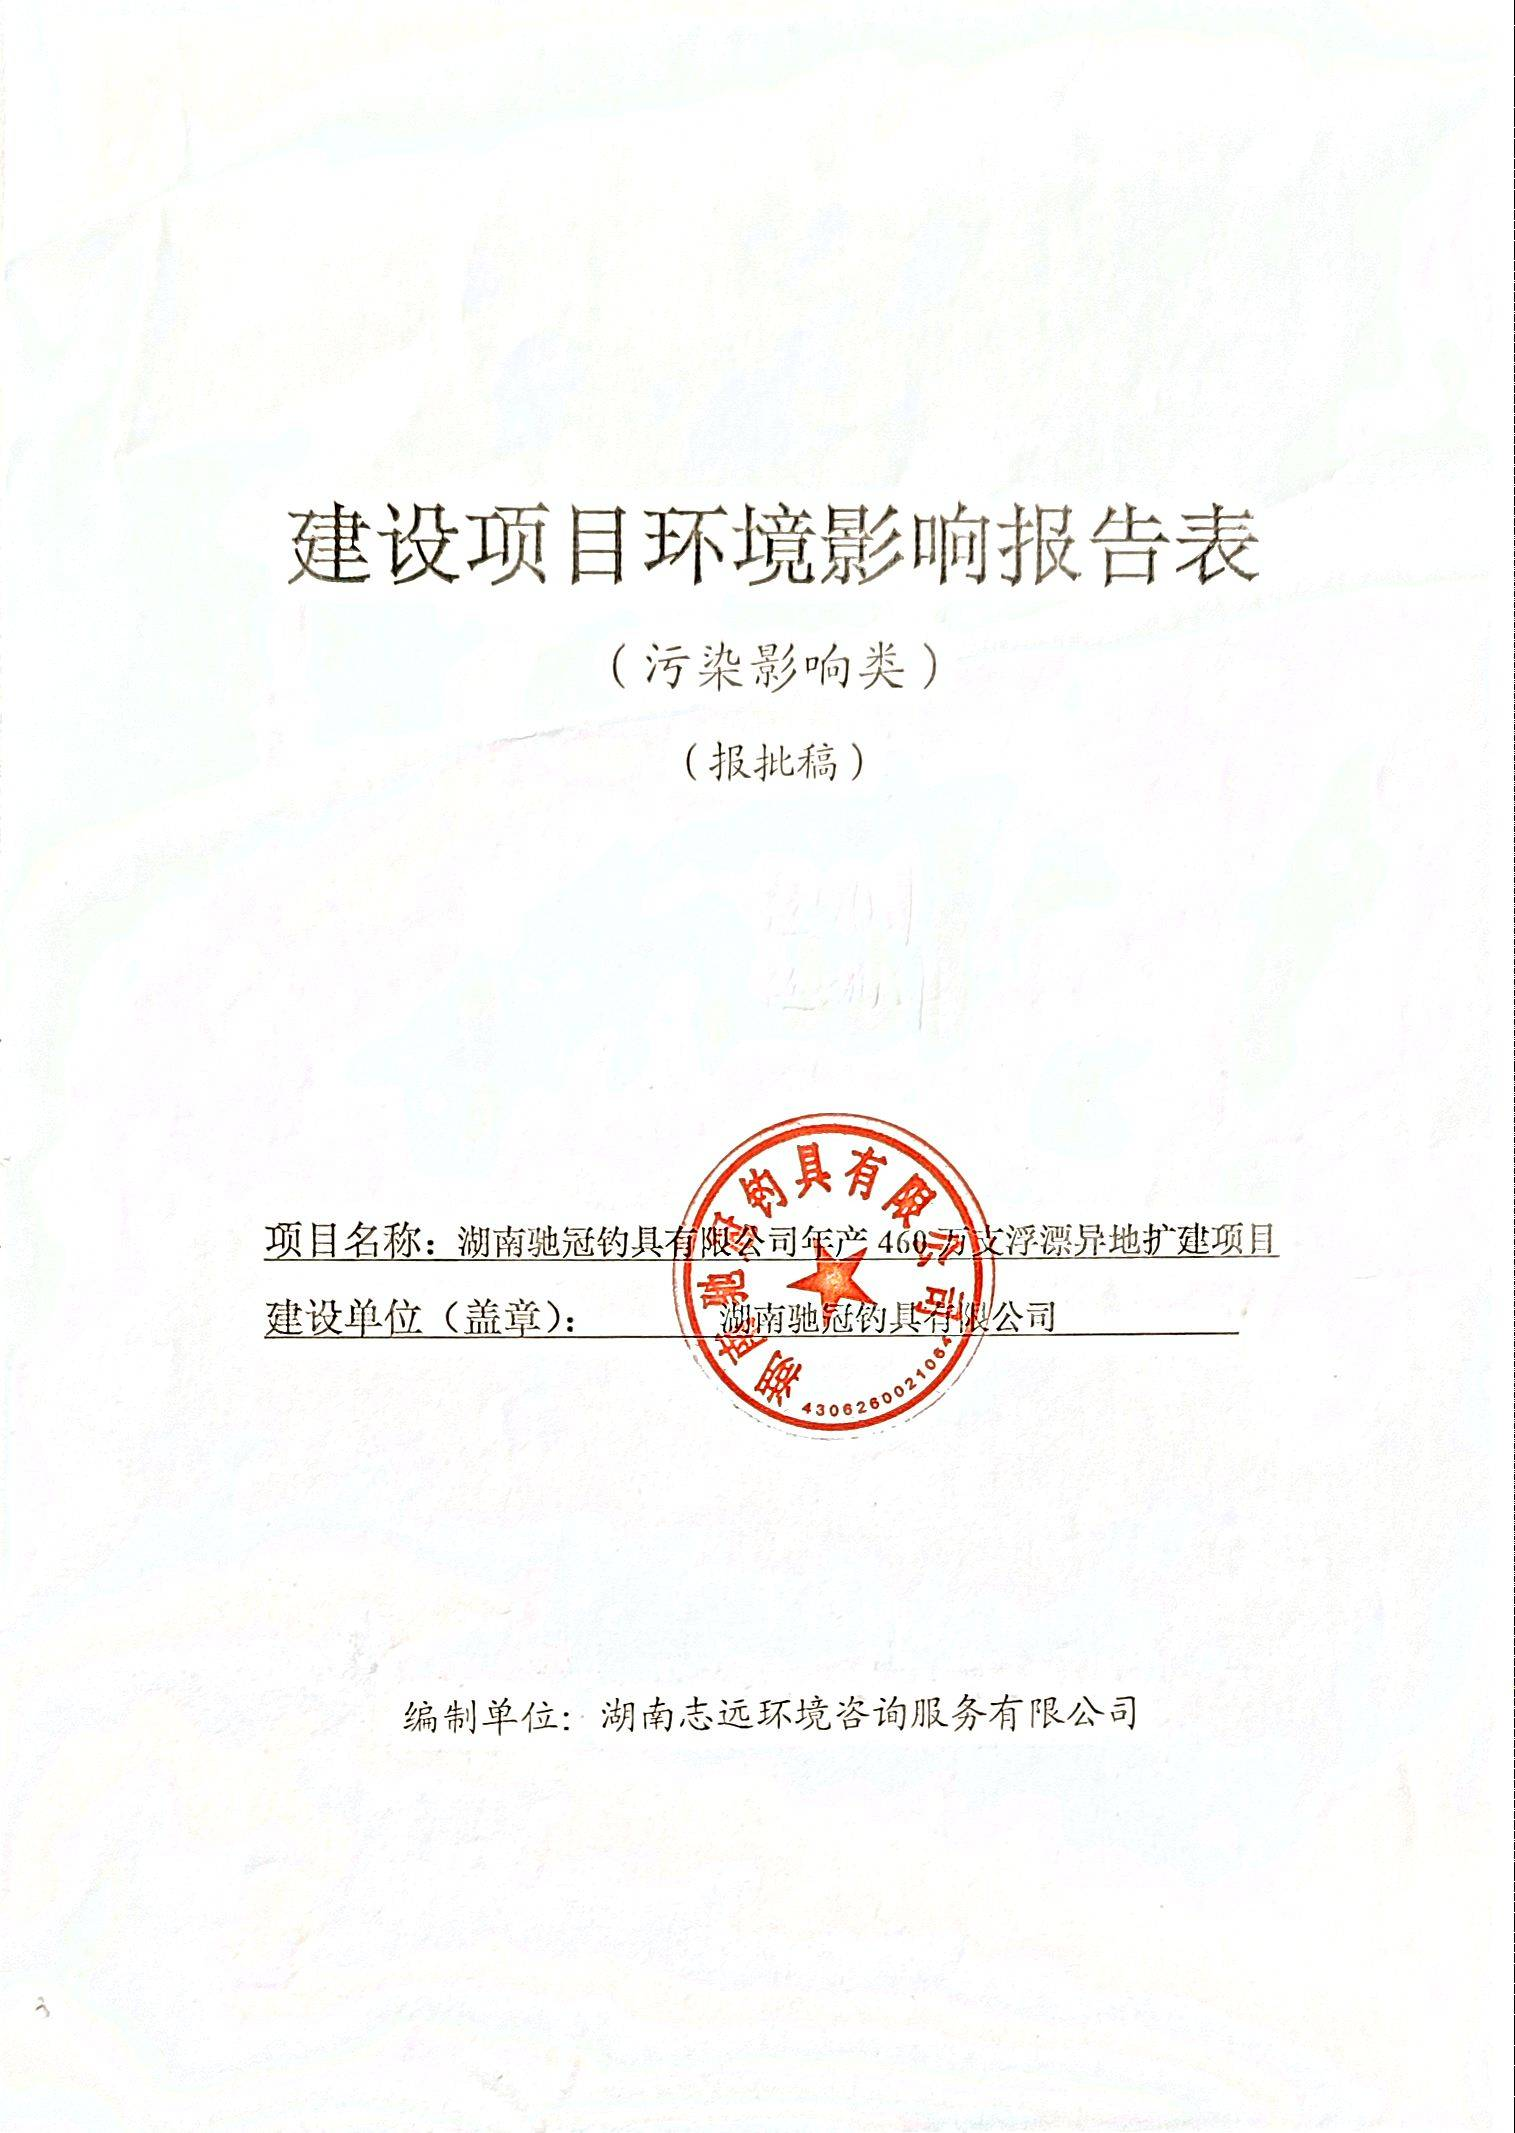 建设项目环境影响报告表
（污染影响类）
（报批稿）
项目名称：湖南驰冠钓具有限公司年产 460 万支浮漂异地扩建项目
建设单位（盖章）： 湖南驰冠钓具有限公司
湖南驰冠钓具有限公司
4306260021064
编制单位：湖南志远环境咨询服务有限公司